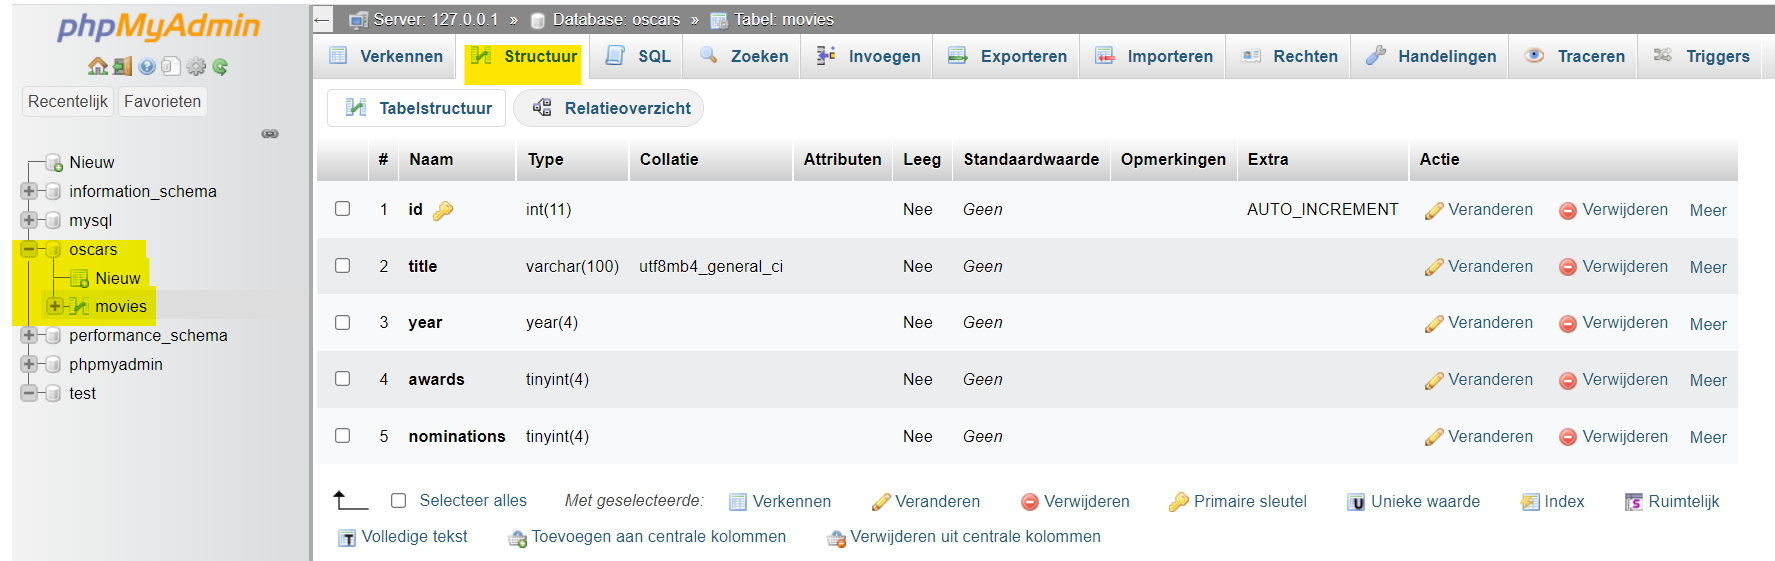 phpMyAdmin
Recentelijk Favorieten
Nieuw
information_schema
mysql
oscars
Nieuw
movies
performance_schema
phpmyadmin
test
Server: 127.0.0.1 » Database: oscars » Tabel: movies
Verkennen Structuur SQL Zoeken Invoegen Exporteren Importeren Rechten Handelingen Traceren Triggers
Tabelstructuur Relatieoverzicht
# Naam Type Collatie Attributen Leeg Standaardwaarde Opmerkingen Extra Actie
1 id int(11) Nee Geen AUTO_INCREMENT Veranderen Verwijderen Meer
2 title varchar(100) utf8mb4_general_ci Nee Geen Veranderen Verwijderen Meer
3 year year(4) Nee Geen Veranderen Verwijderen Meer
4 awards tinyint(4) Nee Geen Veranderen Verwijderen Meer
5 nominations tinyint(4) Nee Geen Veranderen Verwijderen Meer
Selecteer alles Met geselecteerde: Verkennen Veranderen Verwijderen Primaire sleutel Unieke waarde Index Ruimtelijk
Volledige tekst Toevoegen aan centrale kolommen Verwijderen uit centrale kolommen